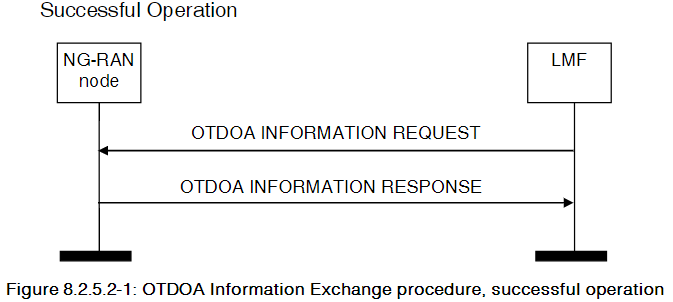 Successful Operation
NG-RAN
node
LMF
OTDOA INFORMATION REQUEST
OTDOA INFORMATION RESPONSE
Figure 8.2.5.2-1: OTDOA Information Exchange procedure, successful operation